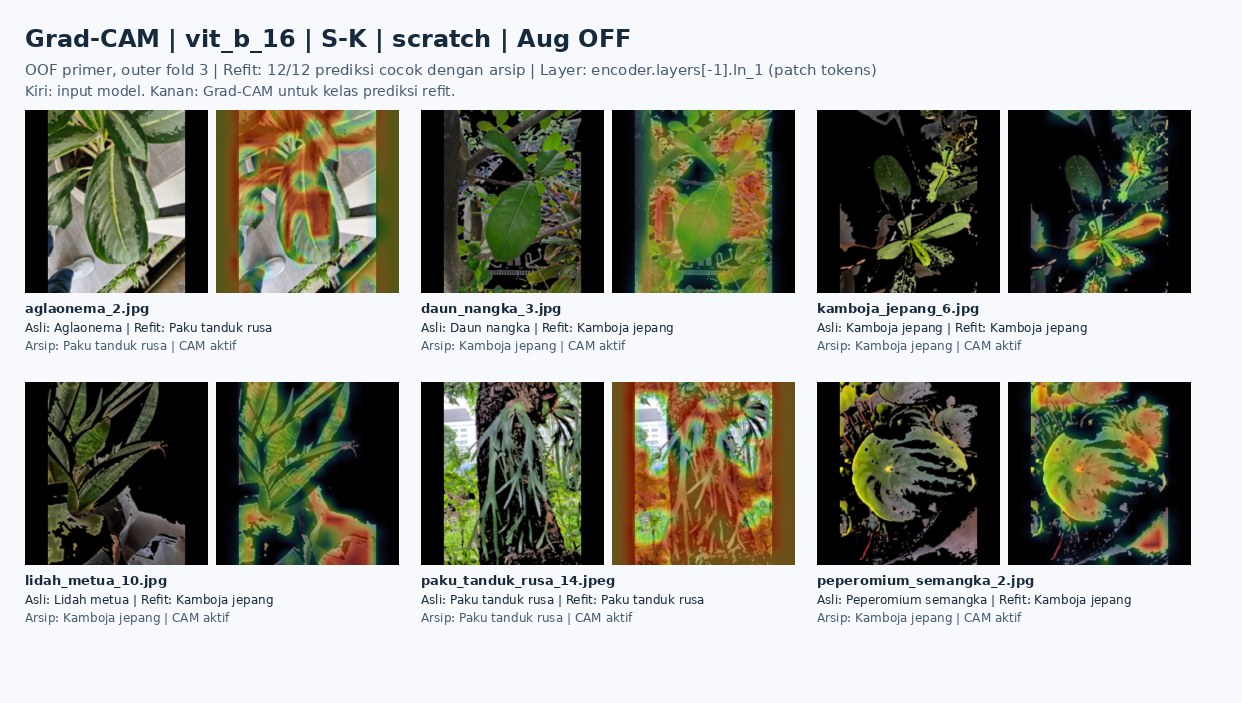 Grad-CAM | vit_b_16 | S-K | scratch | Aug OFF
OOF primer, outer fold 3 | Refit: 12/12 prediksi cocok dengan arsip | Layer: encoder.layers[-1].ln_1 (patch tokens)
Kiri: input model. Kanan: Grad-CAM untuk kelas prediksi refit.
aglaonema_2.jpg
Asli: Aglaonema | Refit: Paku tanduk rusa
Arsip: Paku tanduk rusa | CAM aktif
daun_nangka_3.jpg
Asli: Daun nangka | Refit: Kamboja jepang
Arsip: Kamboja jepang | CAM aktif
kamboja_jepang_6.jpg
Asli: Kamboja jepang | Refit: Kamboja jepang
Arsip: Kamboja jepang | CAM aktif
lidah_metua_10.jpg
Asli: Lidah metua | Refit: Kamboja jepang
Arsip: Kamboja jepang | CAM aktif
paku_tanduk_rusa_14.jpeg
Asli: Paku tanduk rusa | Refit: Paku tanduk rusa
Arsip: Paku tanduk rusa | CAM aktif
peperomium_semangka_2.jpg
Asli: Peperomium semangka | Refit: Kamboja jepang
Arsip: Kamboja jepang | CAM aktif